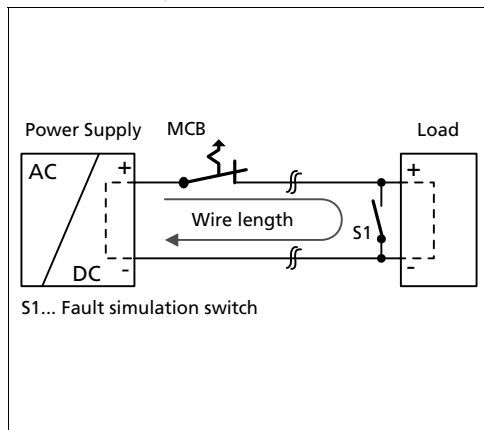 Power Supply MCB Load
AC + +
Wire length
S1
DC - -
S1... Fault simulation switch